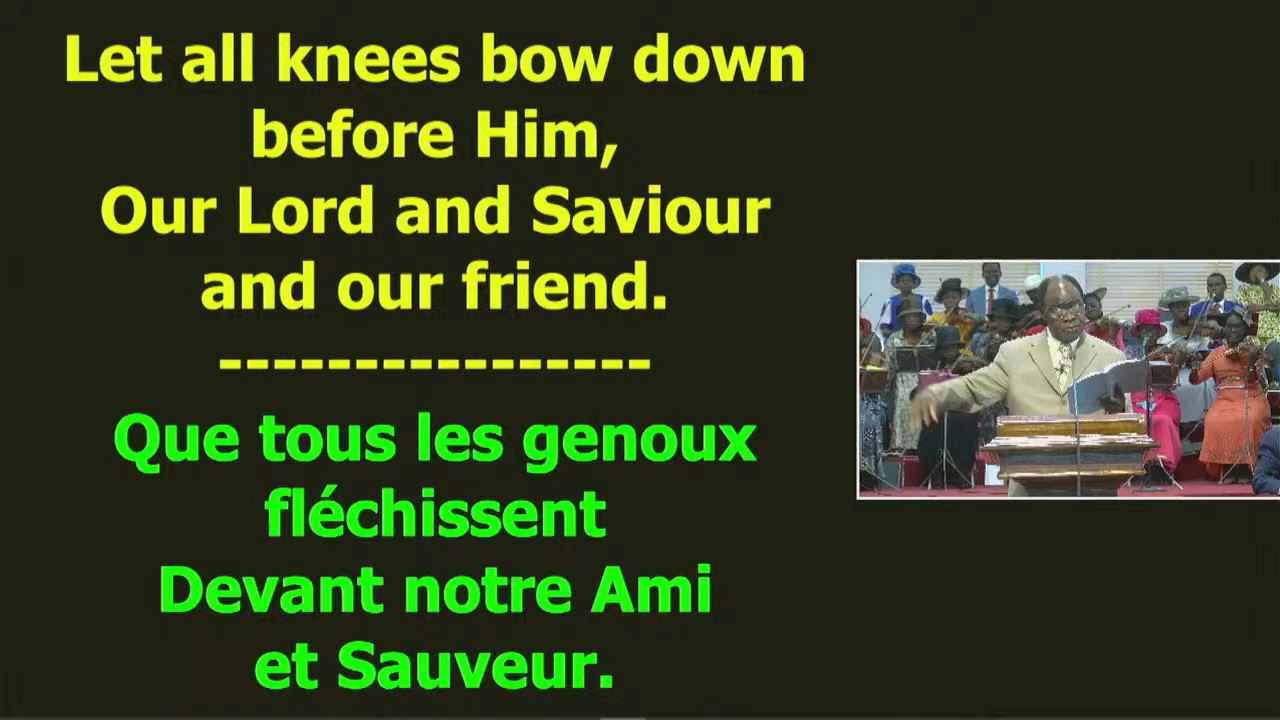 Let all knees bow down
before Him,
Our Lord and Saviour
and our friend.
----------------
Que tous les genoux
fléchissent
Devant notre Ami
et Sauveur.